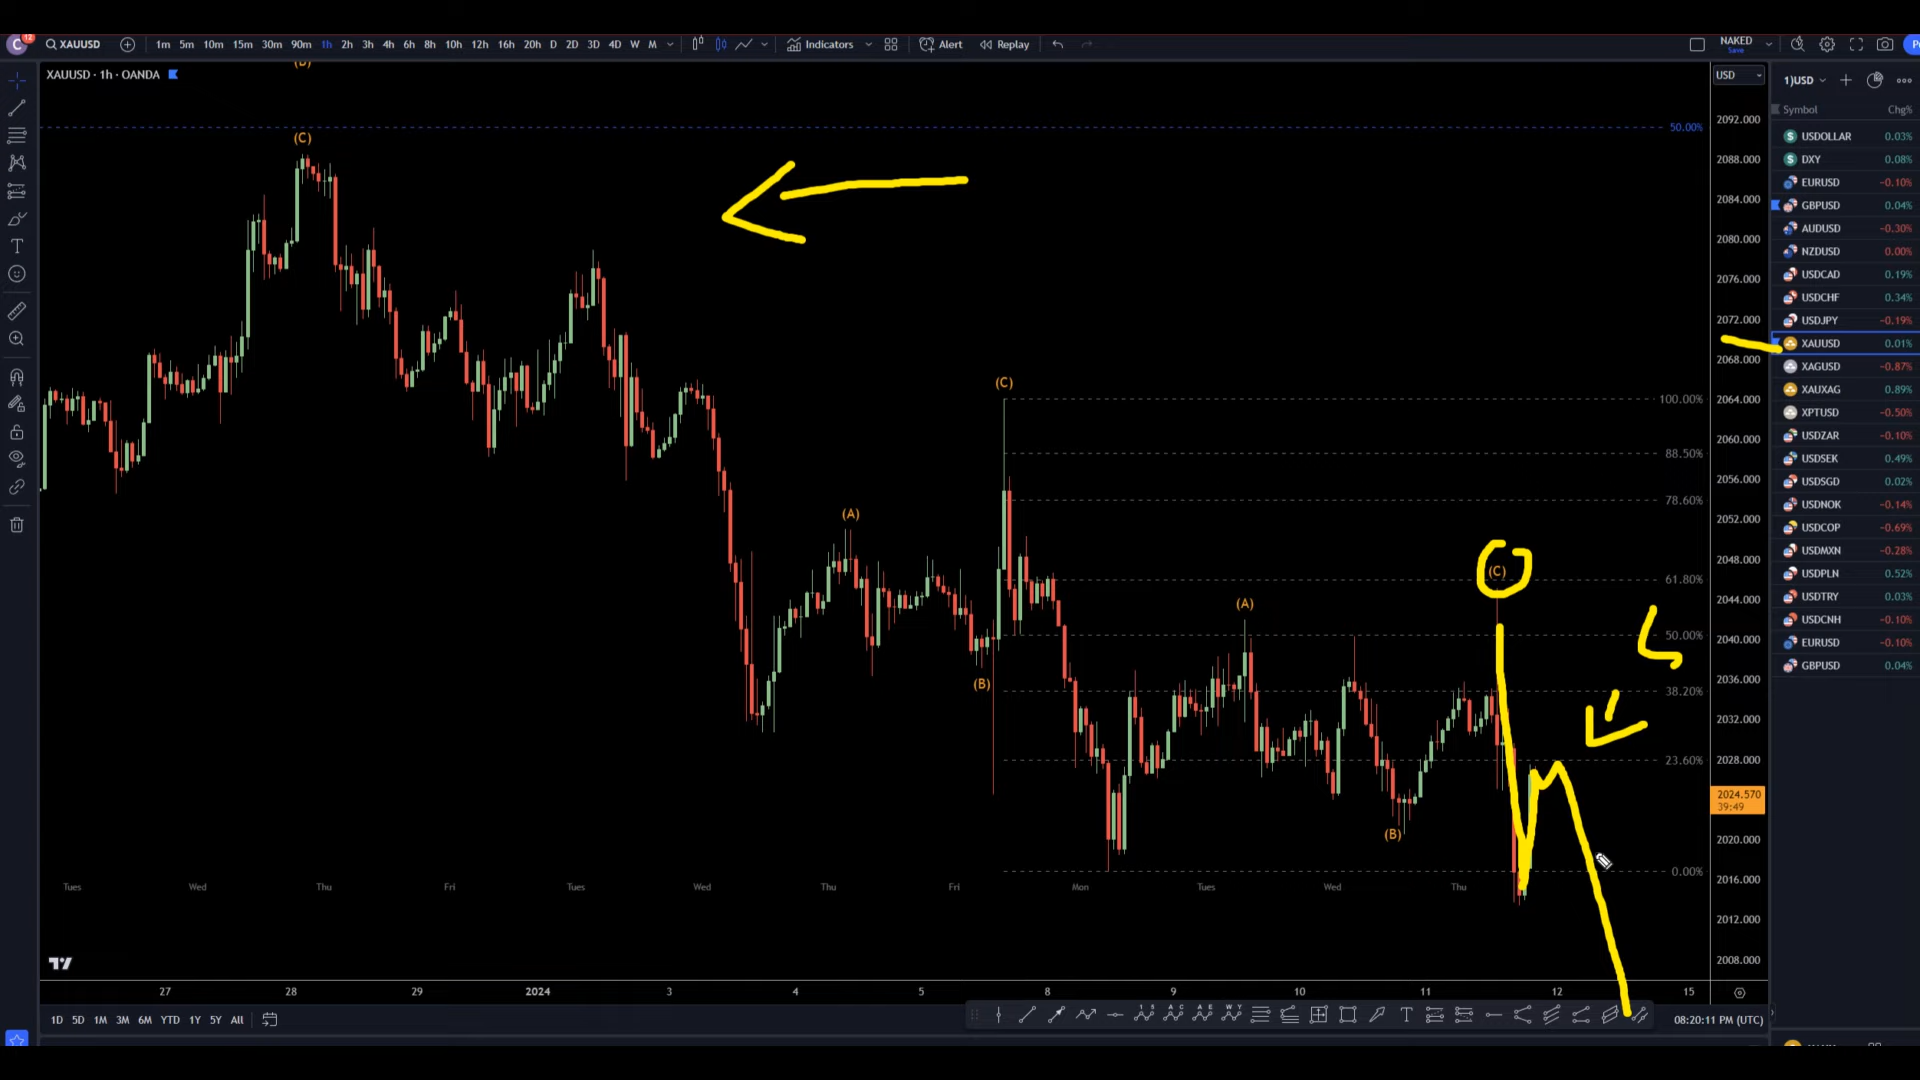 C 12 XAUUSD 1m 5m 10m 15m 30m 90m 1h 2h 3h 4h 6h 8h 10h 12h 16h 20h D 2D 3D 4D W M Indicators Alert Replay NAKED
Save
XAUUSD · 1h · OANDA
USD
1)USD
Symbol Chg%
USDOLLAR 0.03%
DXY 0.08%
EURUSD −0.10%
GBPUSD 0.04%
AUDUSD −0.30%
NZDUSD 0.00%
USDCAD 0.19%
USDCHF 0.34%
USDJPY −0.19%
XAUUSD 0.01%
XAGUSD −0.87%
XAUXAG 0.89%
XPTUSD −0.50%
USDZAR −0.10%
USDSEK 0.49%
USDSGD 0.02%
USDNOK −0.14%
USDCOP −0.69%
USDMXN −0.28%
USDPLN 0.52%
USDTRY 0.03%
USDCNH −0.10%
EURUSD −0.10%
GBPUSD 0.04%
2092.000
2088.000
2084.000
2080.000
2076.000
2072.000
2068.000
2064.000
2060.000
2056.000
2052.000
2048.000
2044.000
2040.000
2036.000
2032.000
2028.000
2024.570
39:49
2020.000
2016.000
2012.000
2008.000
50.00%
(C)
(C)
100.00%
88.50%
78.60%
(A)
(C)
61.80%
(A)
50.00%
(B)
38.20%
23.60%
(B)
0.00%
Tues Wed Thu Fri Tues Wed Thu Fri Mon Tues Wed Thu
27 28 29 2024 3 4 5 8 9 10 11 12 15
1D 5D 1M 3M 6M YTD 1Y 5Y All
08:20:11 PM (UTC)